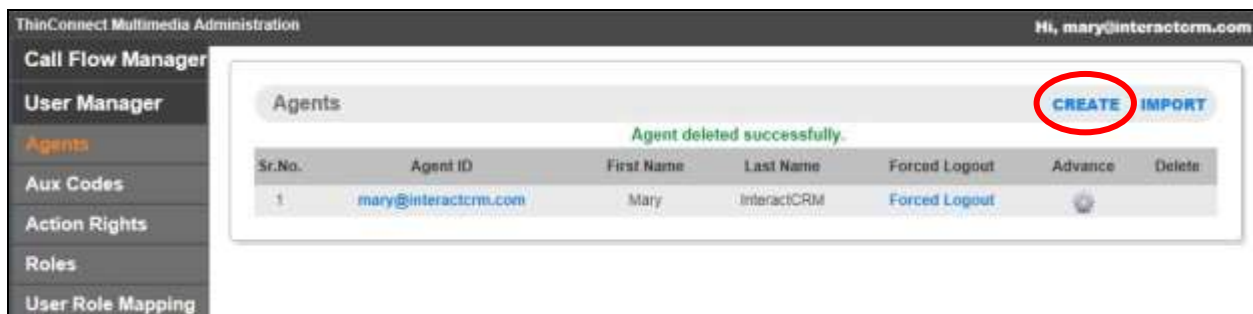 ThinConnect Multimedia Administration Hi, mary@interactcrm.com
Call Flow Manager
User Manager
Agents
Aux Codes
Action Rights
Roles
User Role Mapping
Agents CREATE IMPORT
Agent deleted successfully.
Sr.No. Agent ID First Name Last Name Forced Logout Advance Delete
1 mary@interactcrm.com Mary InteractCRM Forced Logout